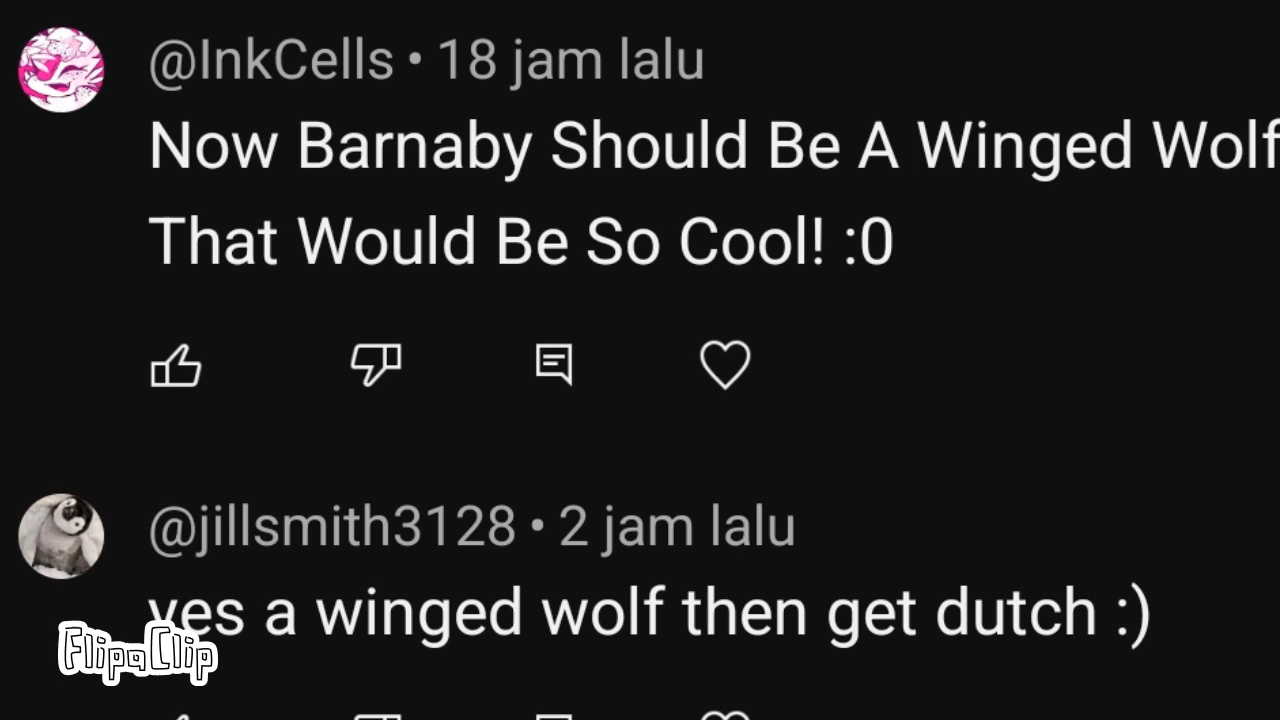 @InkCells • 18 jam lalu
Now Barnaby Should Be A Winged Wolf
That Would Be So Cool! :0
@jillsmith3128 • 2 jam lalu
yes a winged wolf then get dutch :)
FlipaClip